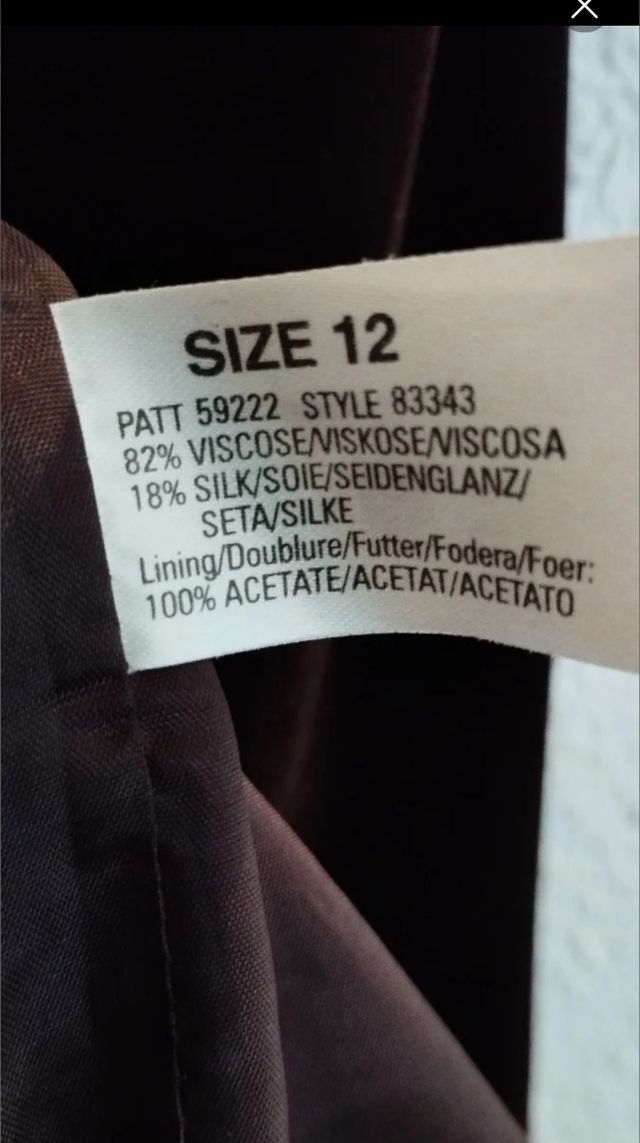 SIZE 12
PATT 59222 STYLE 83343
82% VISCOSE/VISKOSE/VISCOSA
18% SILK/SOIE/SEIDENGLANZ/
SETA/SILKE
Lining/Doublure/Futter/Fodera/Foer:
100% ACETATE/ACETAT/ACETATO